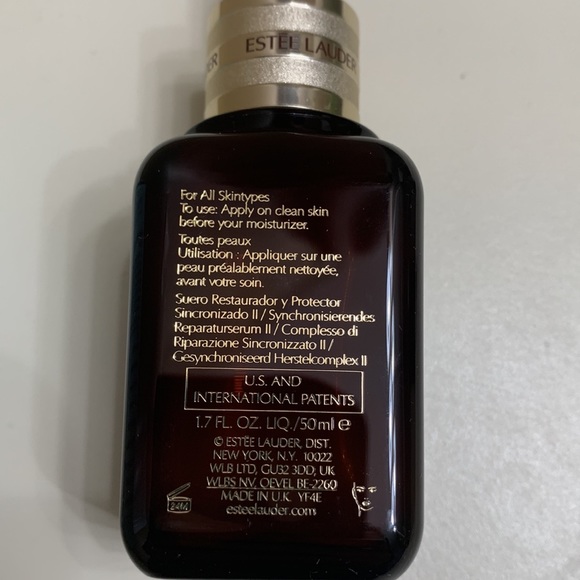 ESTĒE LAUDER
For All Skintypes
To use: Apply on clean skin
before your moisturizer.
Toutes peaux
Utilisation : Appliquer sur une
peau préalablement nettoyée,
avant votre soin.
Suero Restaurador y Protector
Sincronizado II / Synchronisierendes
Reparaturserum II / Complesso di
Riparazione Sincronizzato II /
Gesynchroniseerd Herstelcomplex II
U.S. AND
INTERNATIONAL PATENTS
1.7 FL. OZ. LIQ./50 ml ℮
© ESTĒE LAUDER, DIST.
NEW YORK, N.Y. 10022
WLB LTD, GU32 3DD, UK
WLBS NV, OEVEL BE-2260
MADE IN U.K. YF4E
24M
esteelauder.com